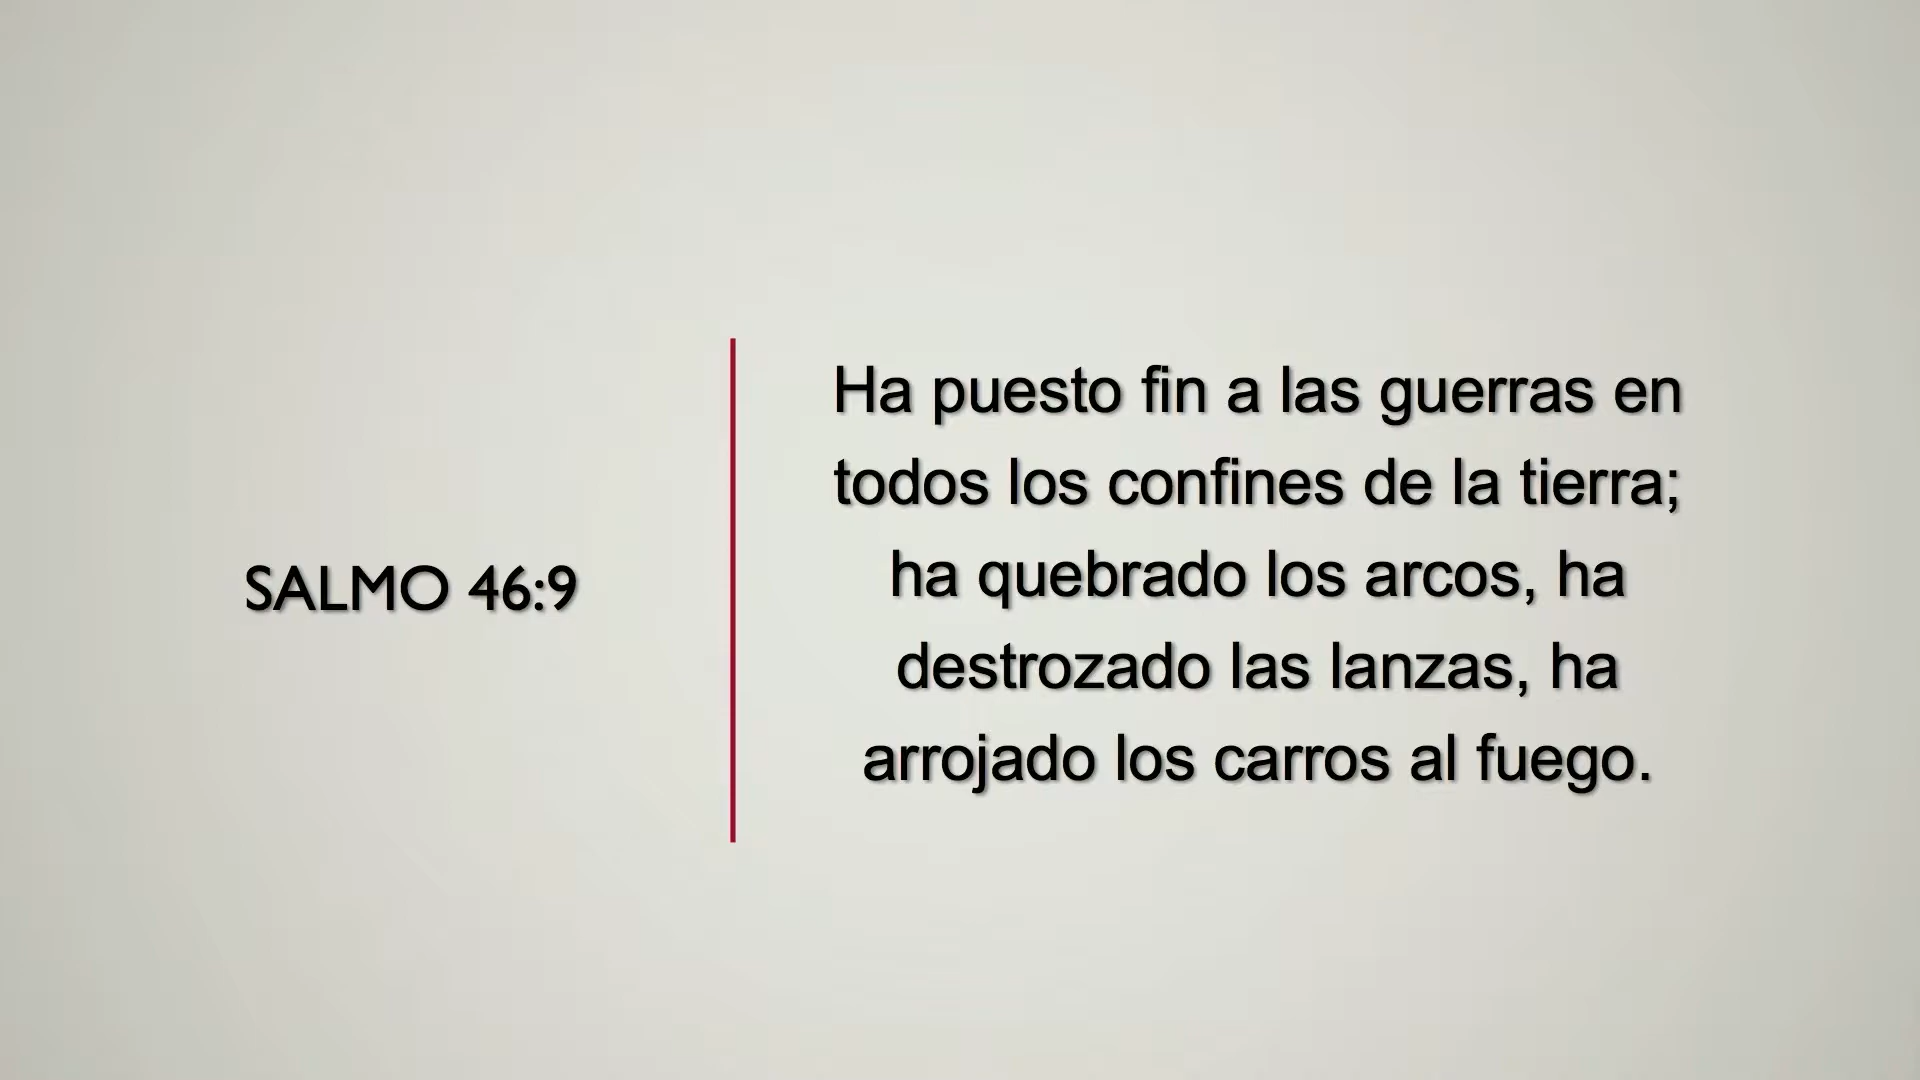 SALMO 46:9
Ha puesto fin a las guerras en
todos los confines de la tierra;
ha quebrado los arcos, ha
destrozado las lanzas, ha
arrojado los carros al fuego.